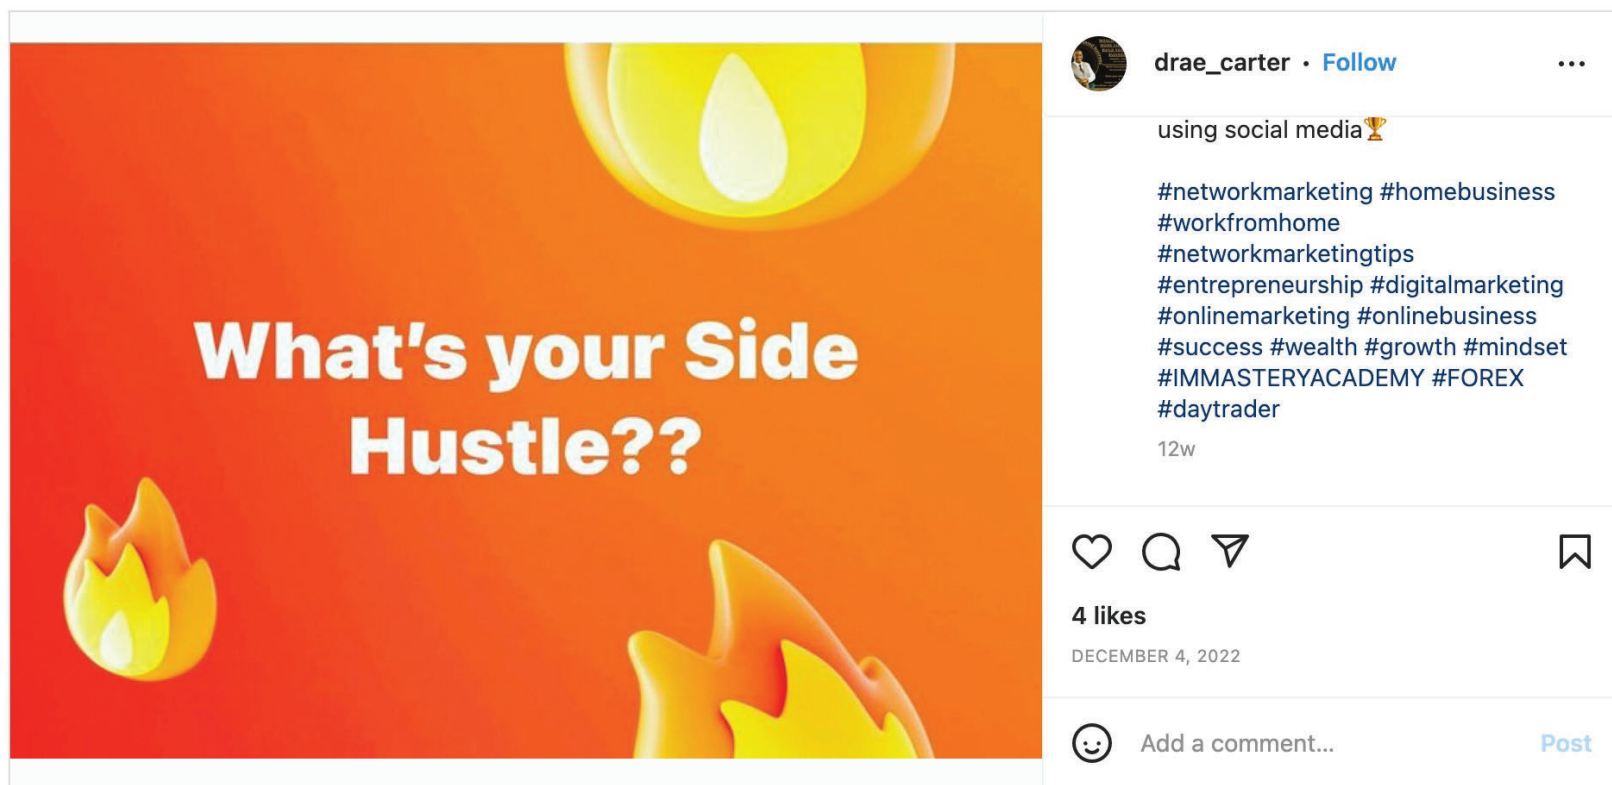 What's your Side
Hustle??
drae_carter • Follow
using social media🏆
#networkmarketing #homebusiness
#workfromhome
#networkmarketingtips
#entrepreneurship #digitalmarketing
#onlinemarketing #onlinebusiness
#success #wealth #growth #mindset
#IMMASTERYACADEMY #FOREX
#daytrader
12w
4 likes
DECEMBER 4, 2022
Add a comment...
Post